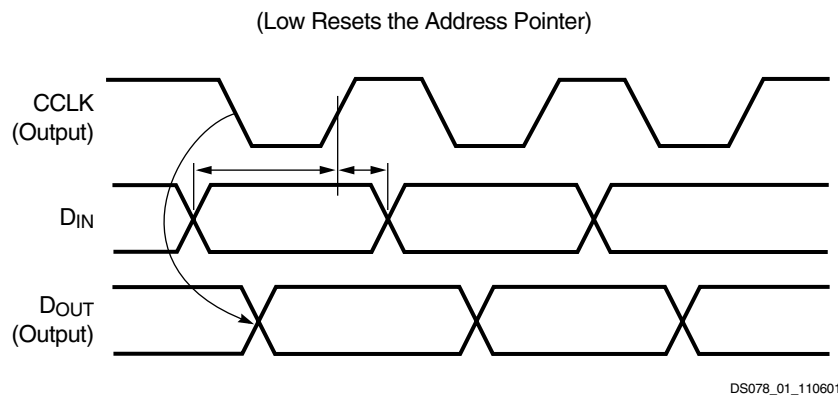 (Low Resets the Address Pointer)
CCLK
(Output)
DIN
DOUT
(Output)
DS078_01_110601